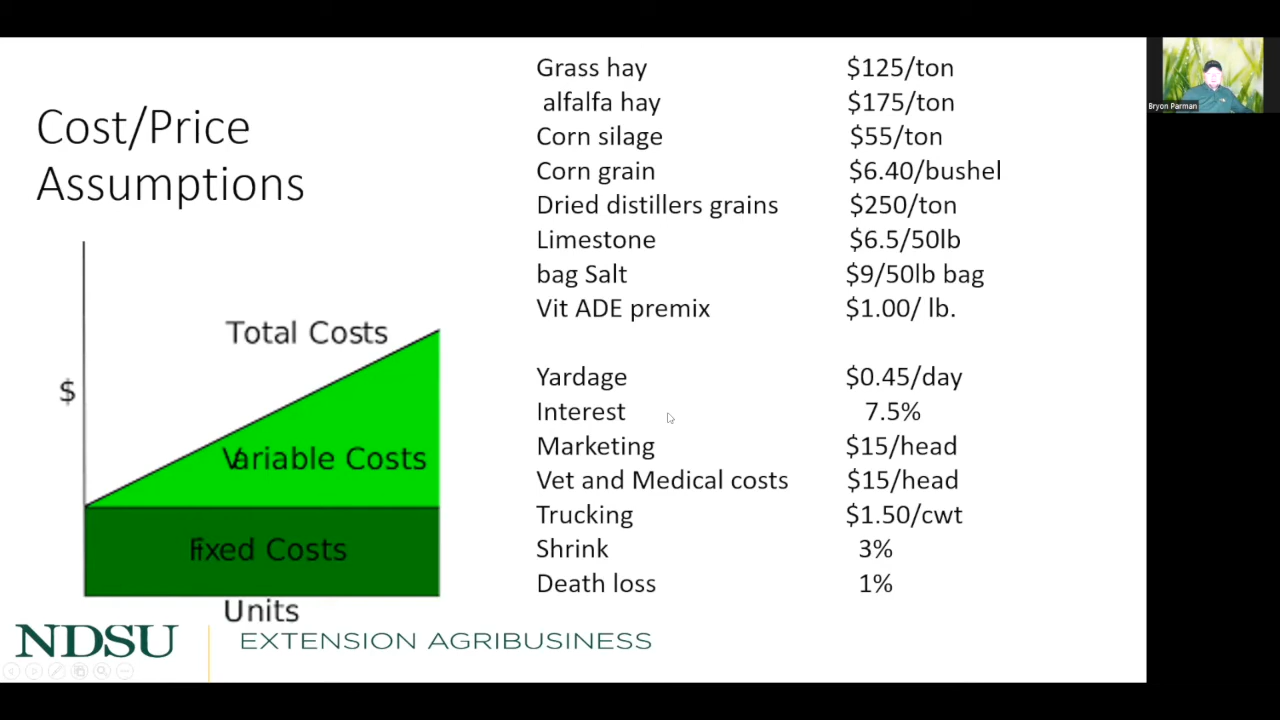 Cost/Price
Assumptions
Grass hay $125/ton
alfalfa hay $175/ton
Corn silage $55/ton
Corn grain $6.40/bushel
Dried distillers grains $250/ton
Limestone $6.5/50lb
bag Salt $9/50lb bag
Vit ADE premix $1.00/ lb.
Yardage $0.45/day
Interest 7.5%
Marketing $15/head
Vet and Medical costs $15/head
Trucking $1.50/cwt
Shrink 3%
Death loss 1%
Total Costs
$
Variable Costs
Fixed Costs
Units
NDSU EXTENSION AGRIBUSINESS
Bryon Parman